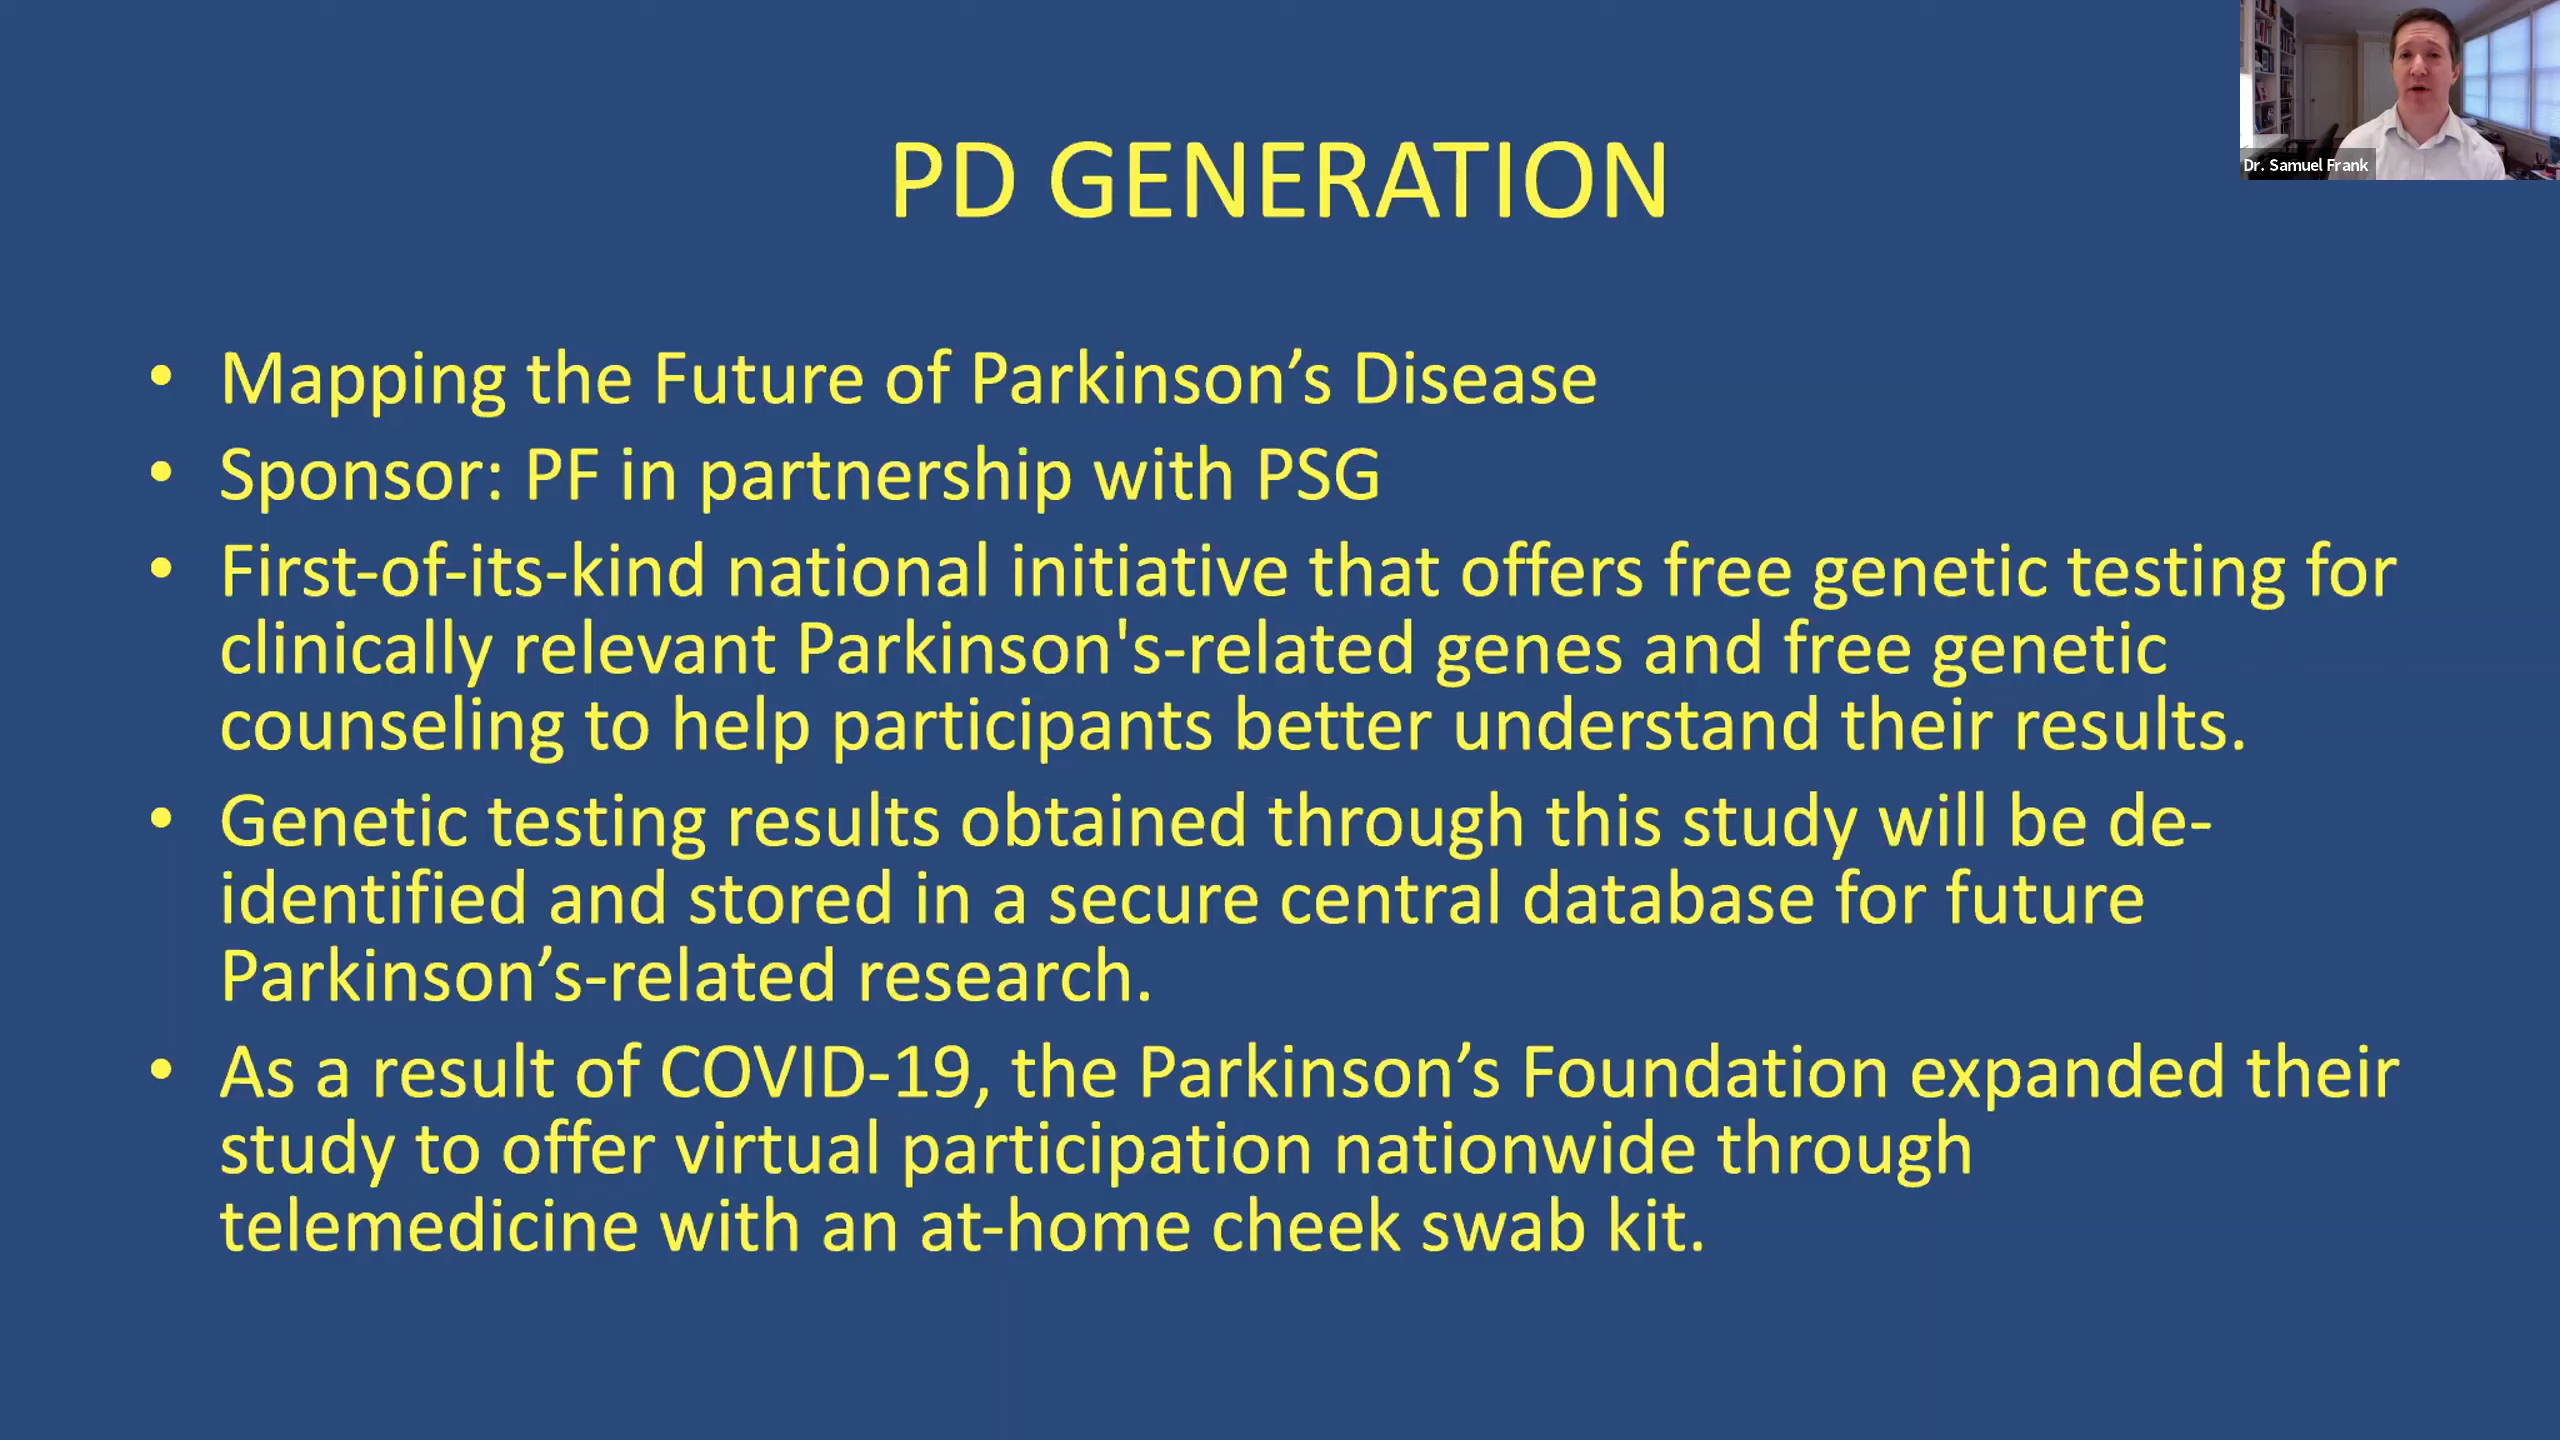 Dr. Samuel Frank
PD GENERATION
• Mapping the Future of Parkinson’s Disease
• Sponsor: PF in partnership with PSG
• First-of-its-kind national initiative that offers free genetic testing for
clinically relevant Parkinson's-related genes and free genetic
counseling to help participants better understand their results.
• Genetic testing results obtained through this study will be de-
identified and stored in a secure central database for future
Parkinson’s-related research.
• As a result of COVID-19, the Parkinson’s Foundation expanded their
study to offer virtual participation nationwide through
telemedicine with an at-home cheek swab kit.